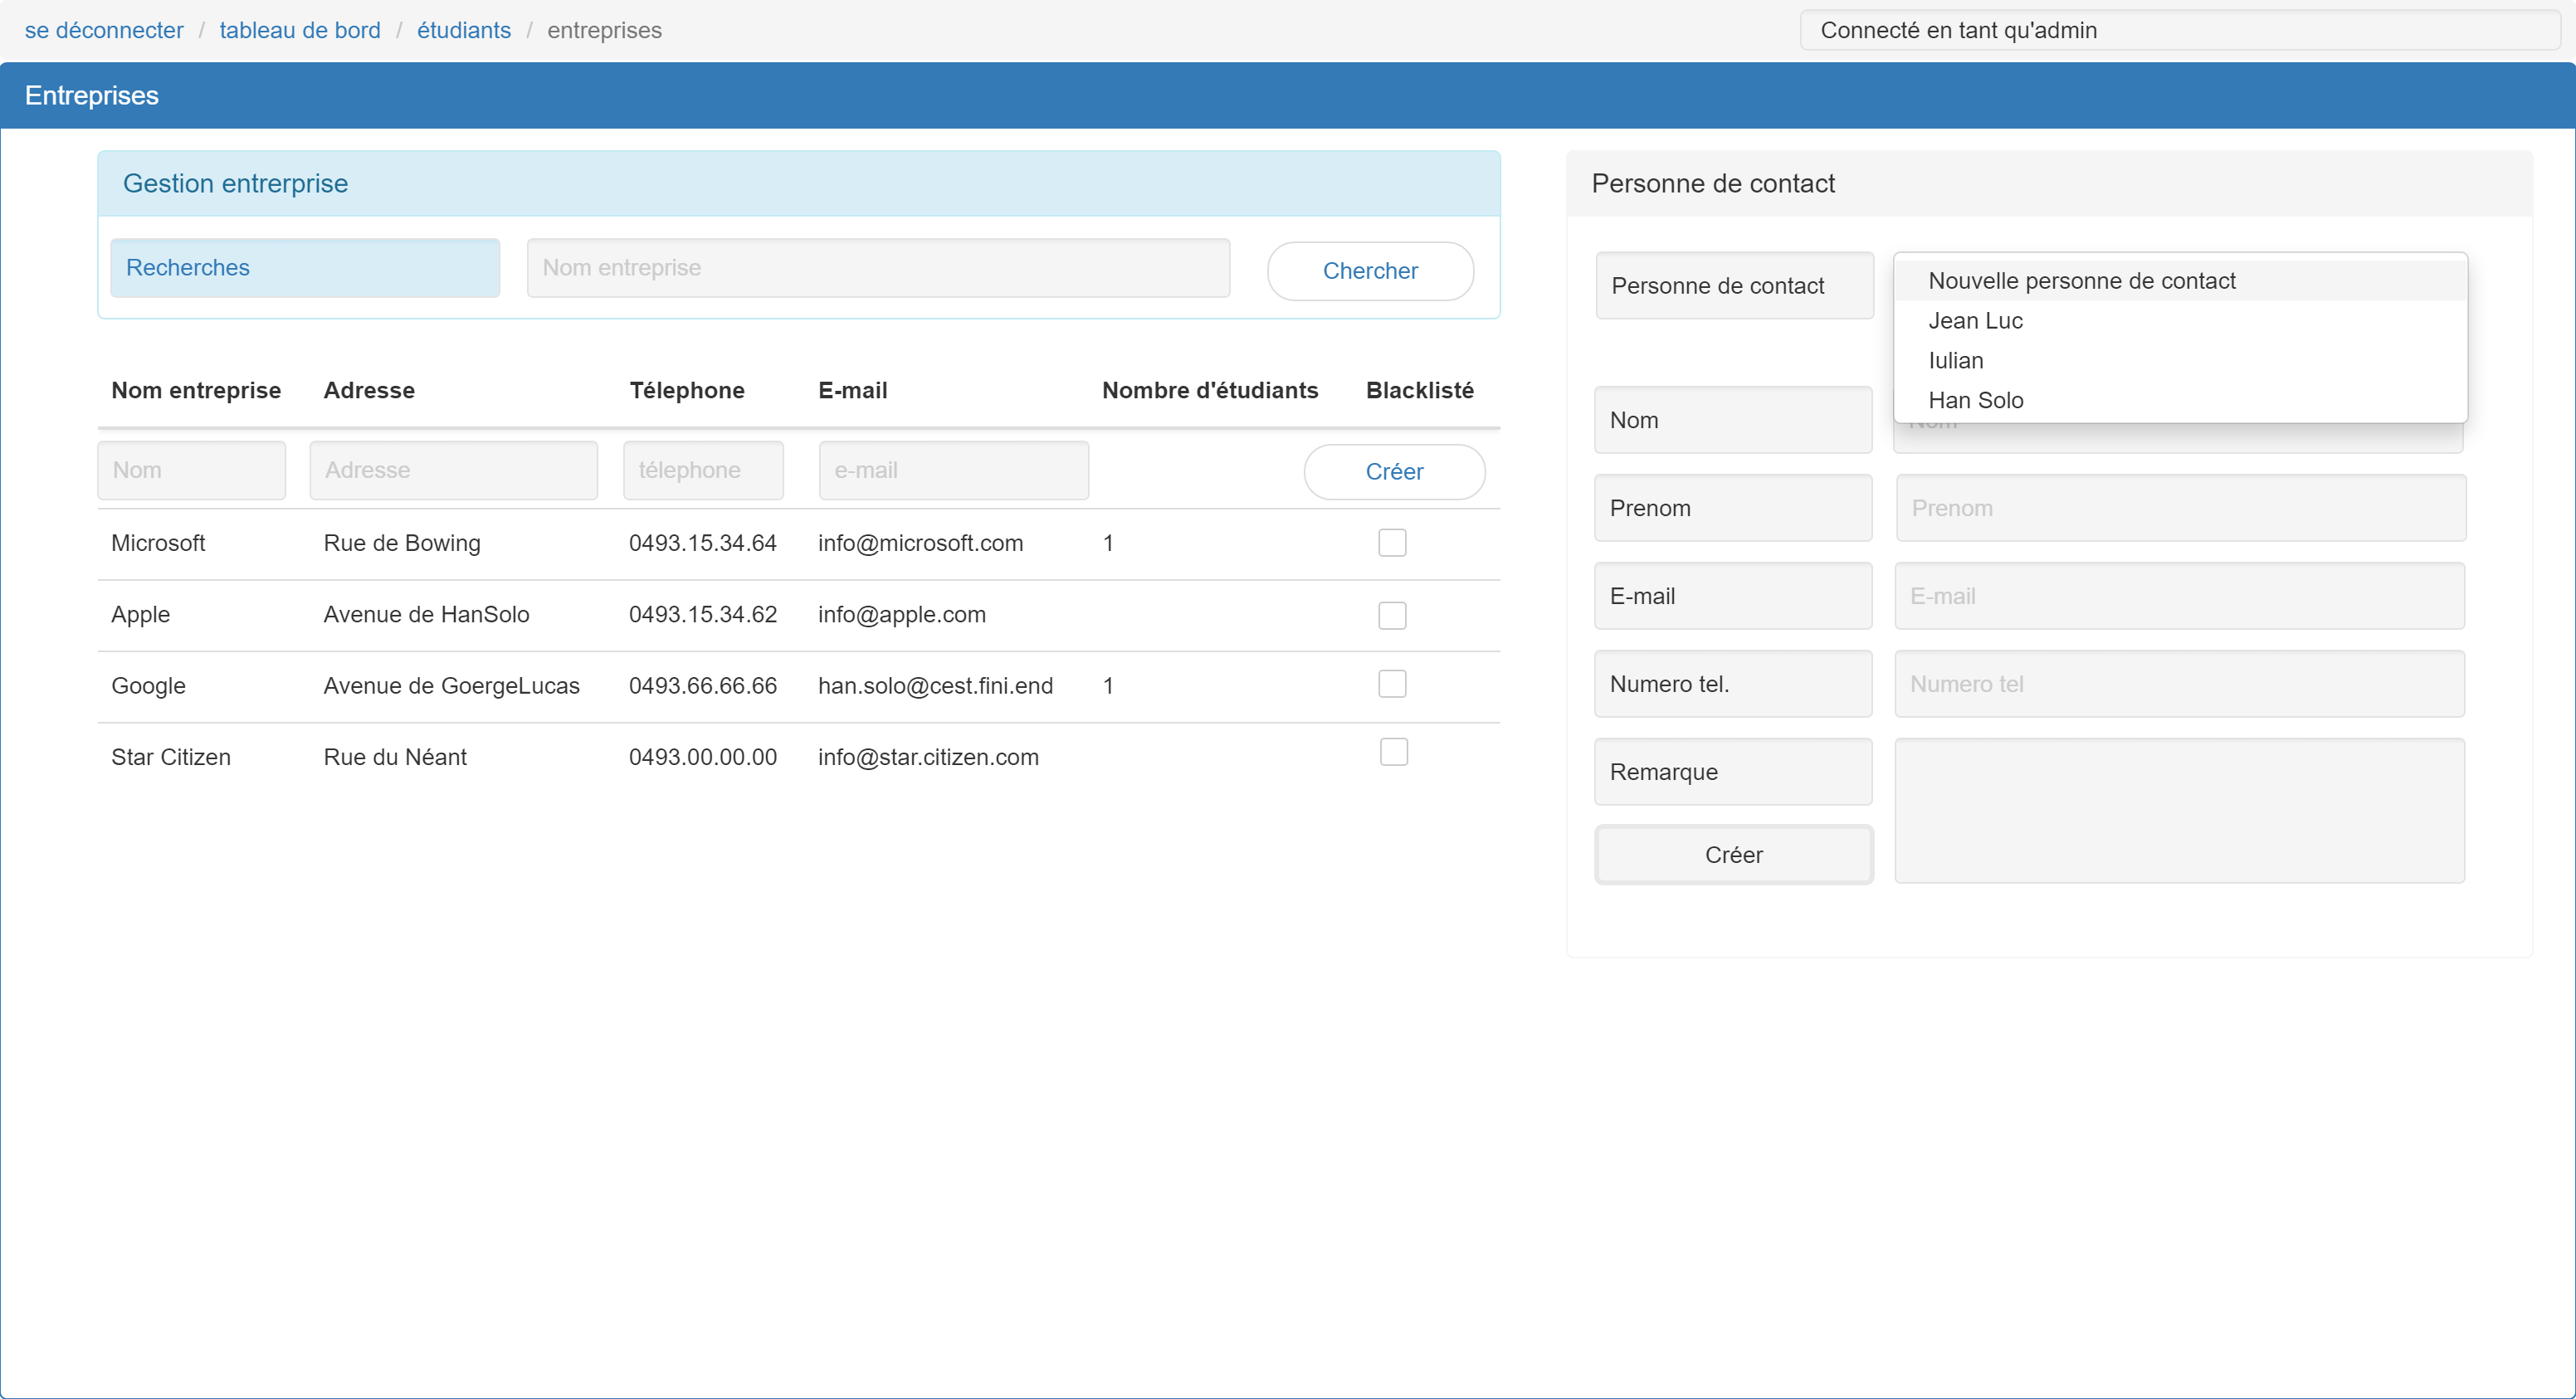 se déconnecter / tableau de bord / étudiants / entreprises
Connecté en tant qu'admin
Entreprises
Gestion entrerprise
Recherches
Nom entreprise
Chercher
Nom entreprise Adresse Télephone E-mail Nombre d'étudiants Blacklisté
Nom Adresse télephone e-mail Créer
Microsoft Rue de Bowing 0493.15.34.64 info@microsoft.com 1
Apple Avenue de HanSolo 0493.15.34.62 info@apple.com
Google Avenue de GoergeLucas 0493.66.66.66 han.solo@cest.fini.end 1
Star Citizen Rue du Néant 0493.00.00.00 info@star.citizen.com
Personne de contact
Personne de contact
Nouvelle personne de contact
Jean Luc
Iulian
Han Solo
Nom Nom
Prenom Prenom
E-mail E-mail
Numero tel. Numero tel
Remarque
Créer